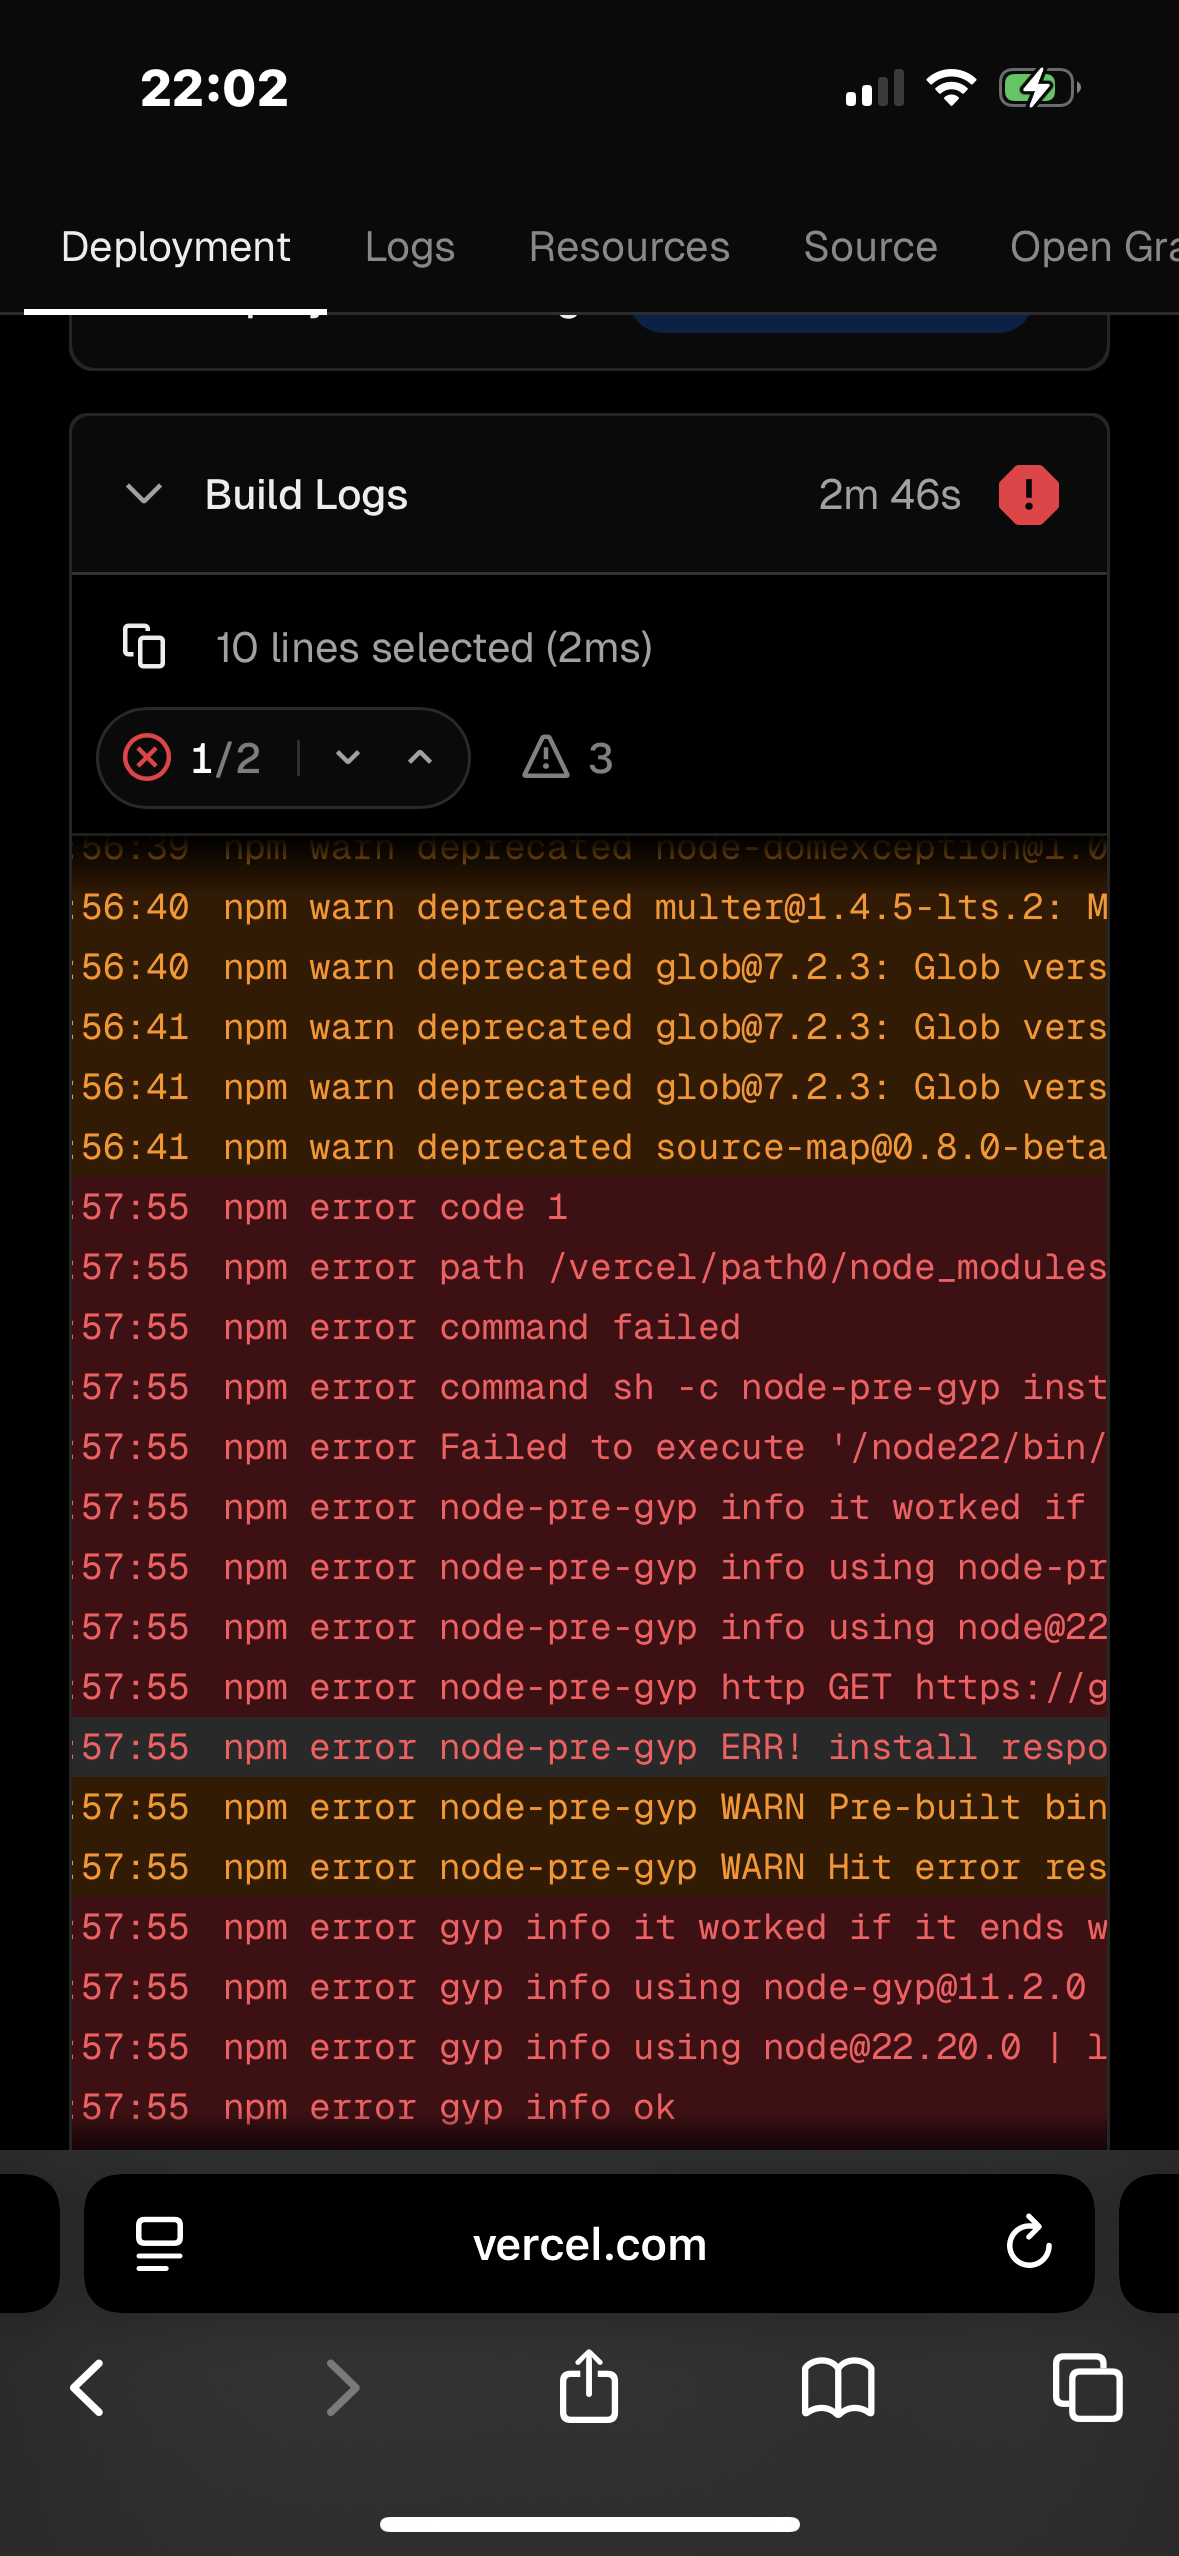 22:02
Deployment Logs Resources Source Open Gra
Build Logs 2m 46s
10 lines selected (2ms)
1/2 3
:56:39 npm warn deprecated node-domexception@1.0
:56:40 npm warn deprecated multer@1.4.5-lts.2: M
:56:40 npm warn deprecated glob@7.2.3: Glob vers
:56:41 npm warn deprecated glob@7.2.3: Glob vers
:56:41 npm warn deprecated glob@7.2.3: Glob vers
:56:41 npm warn deprecated source-map@0.8.0-beta
:57:55 npm error code 1
:57:55 npm error path /vercel/path0/node_modules
:57:55 npm error command failed
:57:55 npm error command sh -c node-pre-gyp inst
:57:55 npm error Failed to execute '/node22/bin/
:57:55 npm error node-pre-gyp info it worked if
:57:55 npm error node-pre-gyp info using node-pr
:57:55 npm error node-pre-gyp info using node@22
:57:55 npm error node-pre-gyp http GET https://g
:57:55 npm error node-pre-gyp ERR! install respo
:57:55 npm error node-pre-gyp WARN Pre-built bin
:57:55 npm error node-pre-gyp WARN Hit error res
:57:55 npm error gyp info it worked if it ends w
:57:55 npm error gyp info using node-gyp@11.2.0
:57:55 npm error gyp info using node@22.20.0 | l
:57:55 npm error gyp info ok
vercel.com